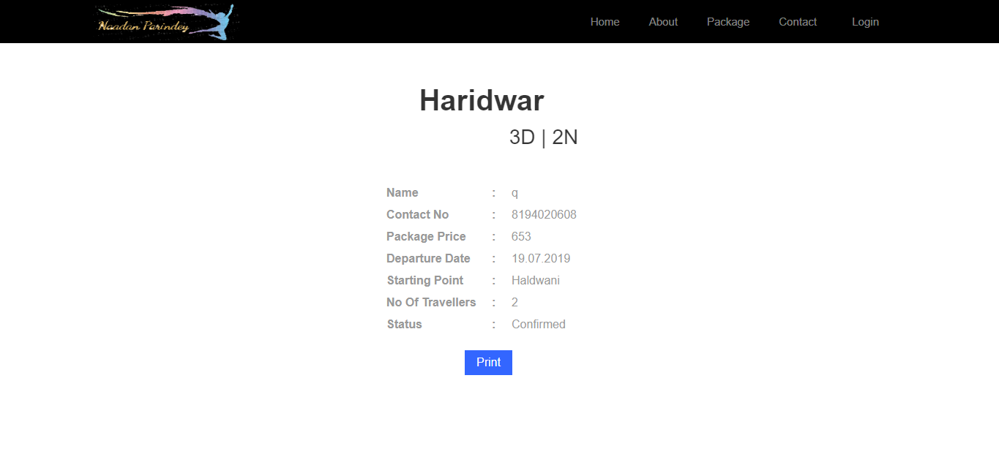 Naadan Parindey Home About Package Contact Login
Haridwar
3D | 2N
Name : q
Contact No : 8194020608
Package Price : 653
Departure Date : 19.07.2019
Starting Point : Haldwani
No Of Travellers : 2
Status : Confirmed
Print